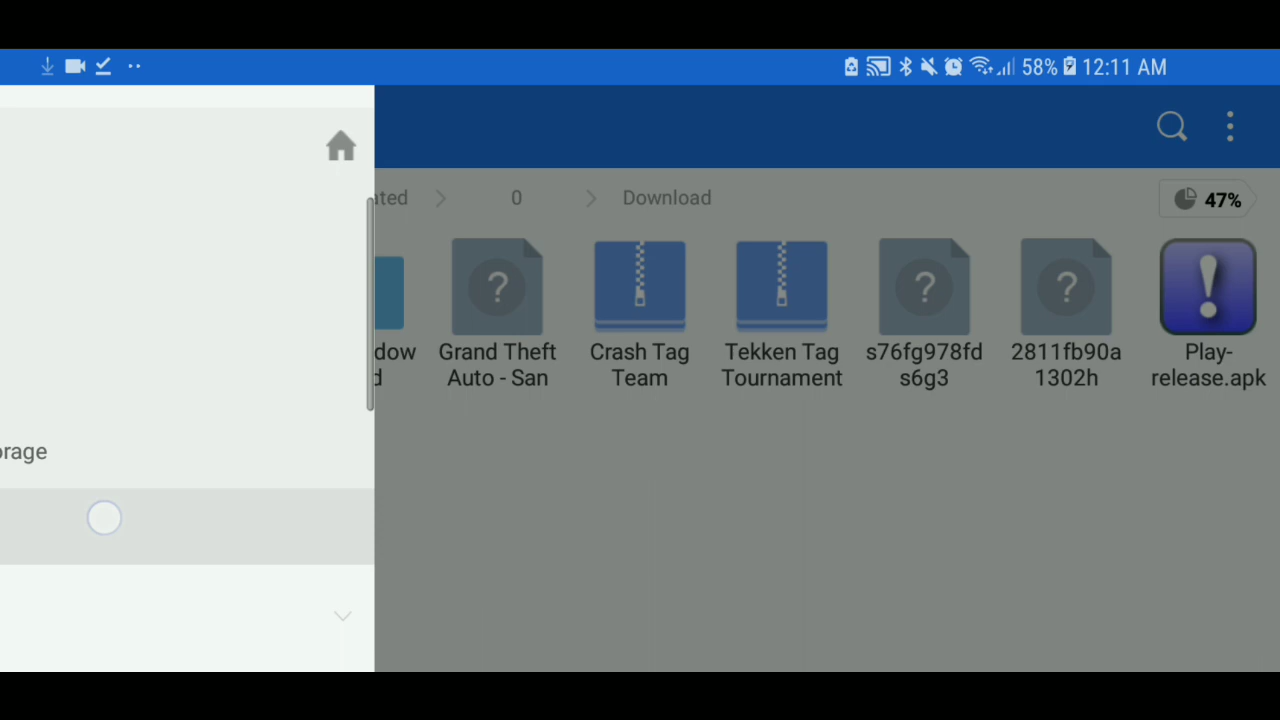 58% 12:11 AM
ated 0 Download
47%
dow
d
Grand Theft
Auto - San
Crash Tag
Team
Tekken Tag
Tournament
s76fg978fd
s6g3
2811fb90a
1302h
Play-
release.apk
orage